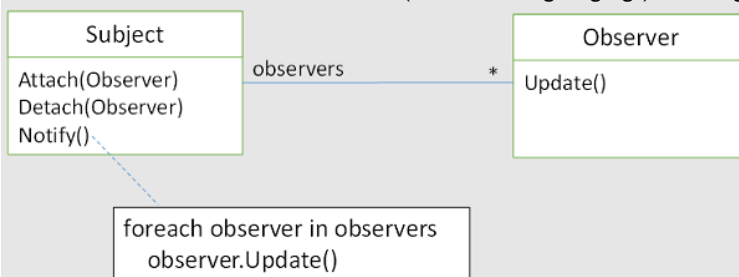 Subject
Observer
Attach(Observer)
Detach(Observer)
Notify()
observers
*
Update()
foreach observer in observers
observer.Update()